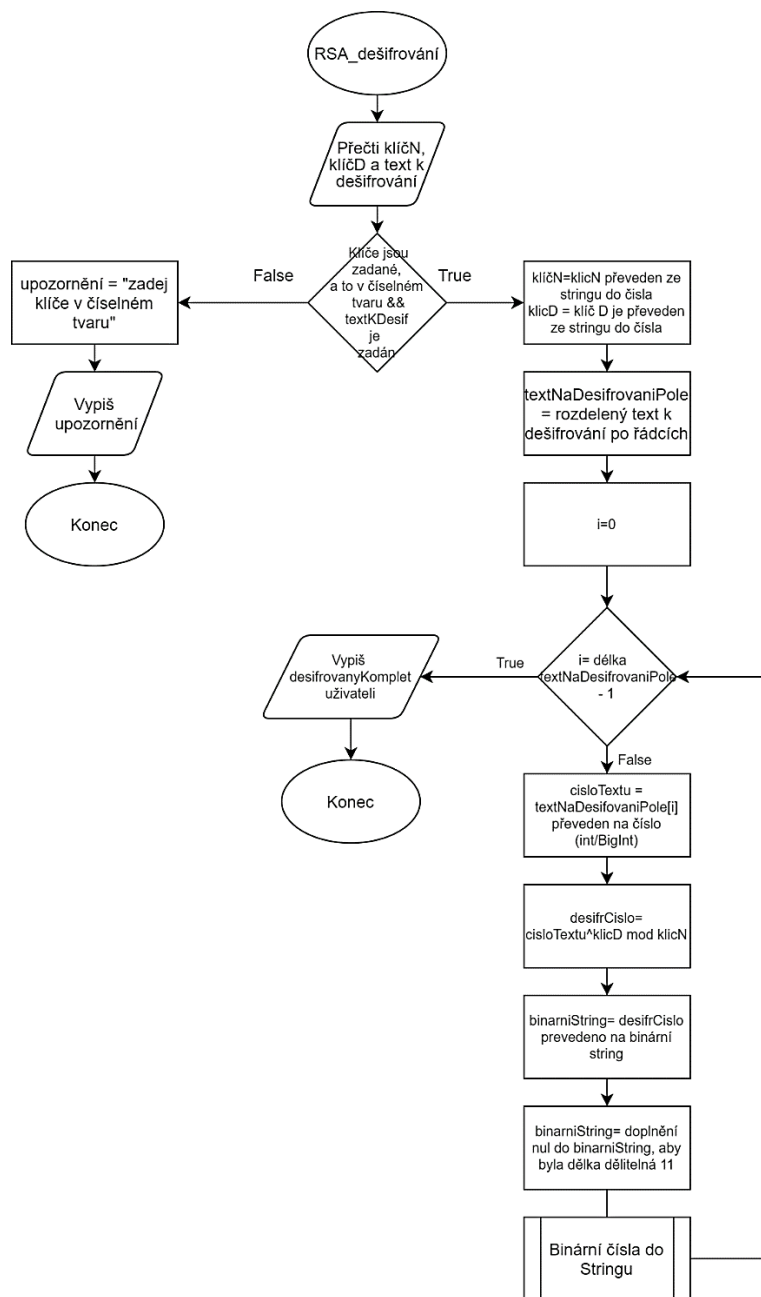 RSA_dešifrování
Přečti klíčN,
klíčD a text k
dešifrování
Klíče jsou
zadané,
a to v číselném
tvaru &&
textKDesif
je
zadán
False
True
upozornění = "zadej
klíče v číselném
tvaru"
Vypiš
upozornění
Konec
klíčN=klicN převeden ze
stringu do čisla
klicD = klíč D je převeden
ze stringu do čísla
textNaDesifrovaniPole
= rozdelený text k
dešifrování po řádcích
i=0
i= délka
textNaDesifrovaniPole
- 1
True
False
Vypiš
desifrovanyKomplet
uživateli
Konec
cisloTextu =
textNaDesifovaniPole[i]
převeden na číslo
(int/BigInt)
desifrCislo=
cisloTextu^klicD mod klicN
binarniString= desifrCislo
prevedeno na binární
string
binarniString= doplnění
nul do binarniString, aby
byla délka dělitelná 11
Binární čísla do
Stringu